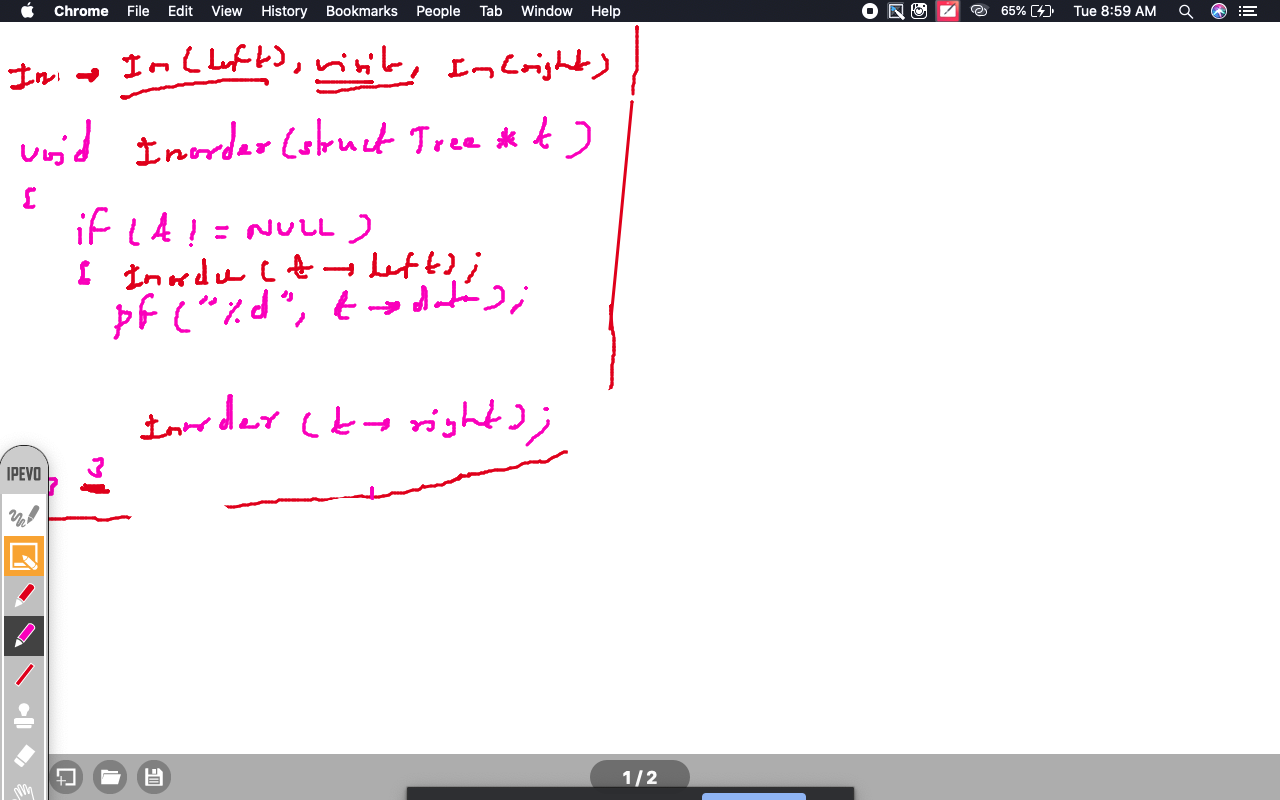 Chrome File Edit View History Bookmarks People Tab Window Help 65% Tue 8:59 AM
In → In(left), visit, In(right)
void Inorder(struct Tree * t)
{
if (t != NULL)
{ Inorder (t → left);
pf ("%d", t → data);
Inorder (t → right);
} }
IPEVO
1 / 2